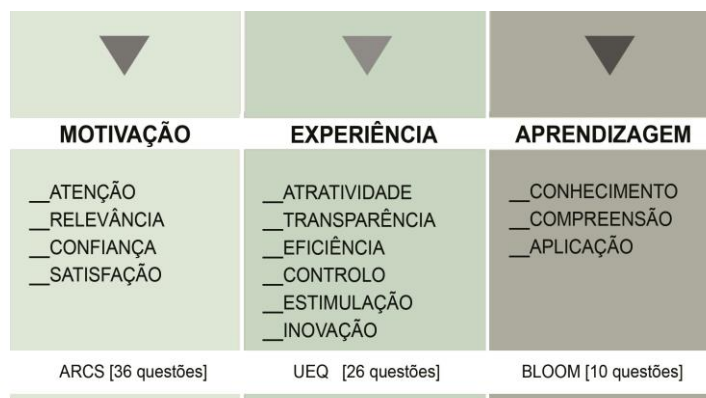 MOTIVAÇÃO
__ATENÇÃO
__RELEVÂNCIA
__CONFIANÇA
__SATISFAÇÃO
ARCS [36 questões]
EXPERIÊNCIA
__ATRATIVIDADE
__TRANSPARÊNCIA
__EFICIÊNCIA
__CONTROLO
__ESTIMULAÇÃO
__INOVAÇÃO
UEQ [26 questões]
APRENDIZAGEM
__CONHECIMENTO
__COMPREENSÃO
__APLICAÇÃO
BLOOM [10 questões]